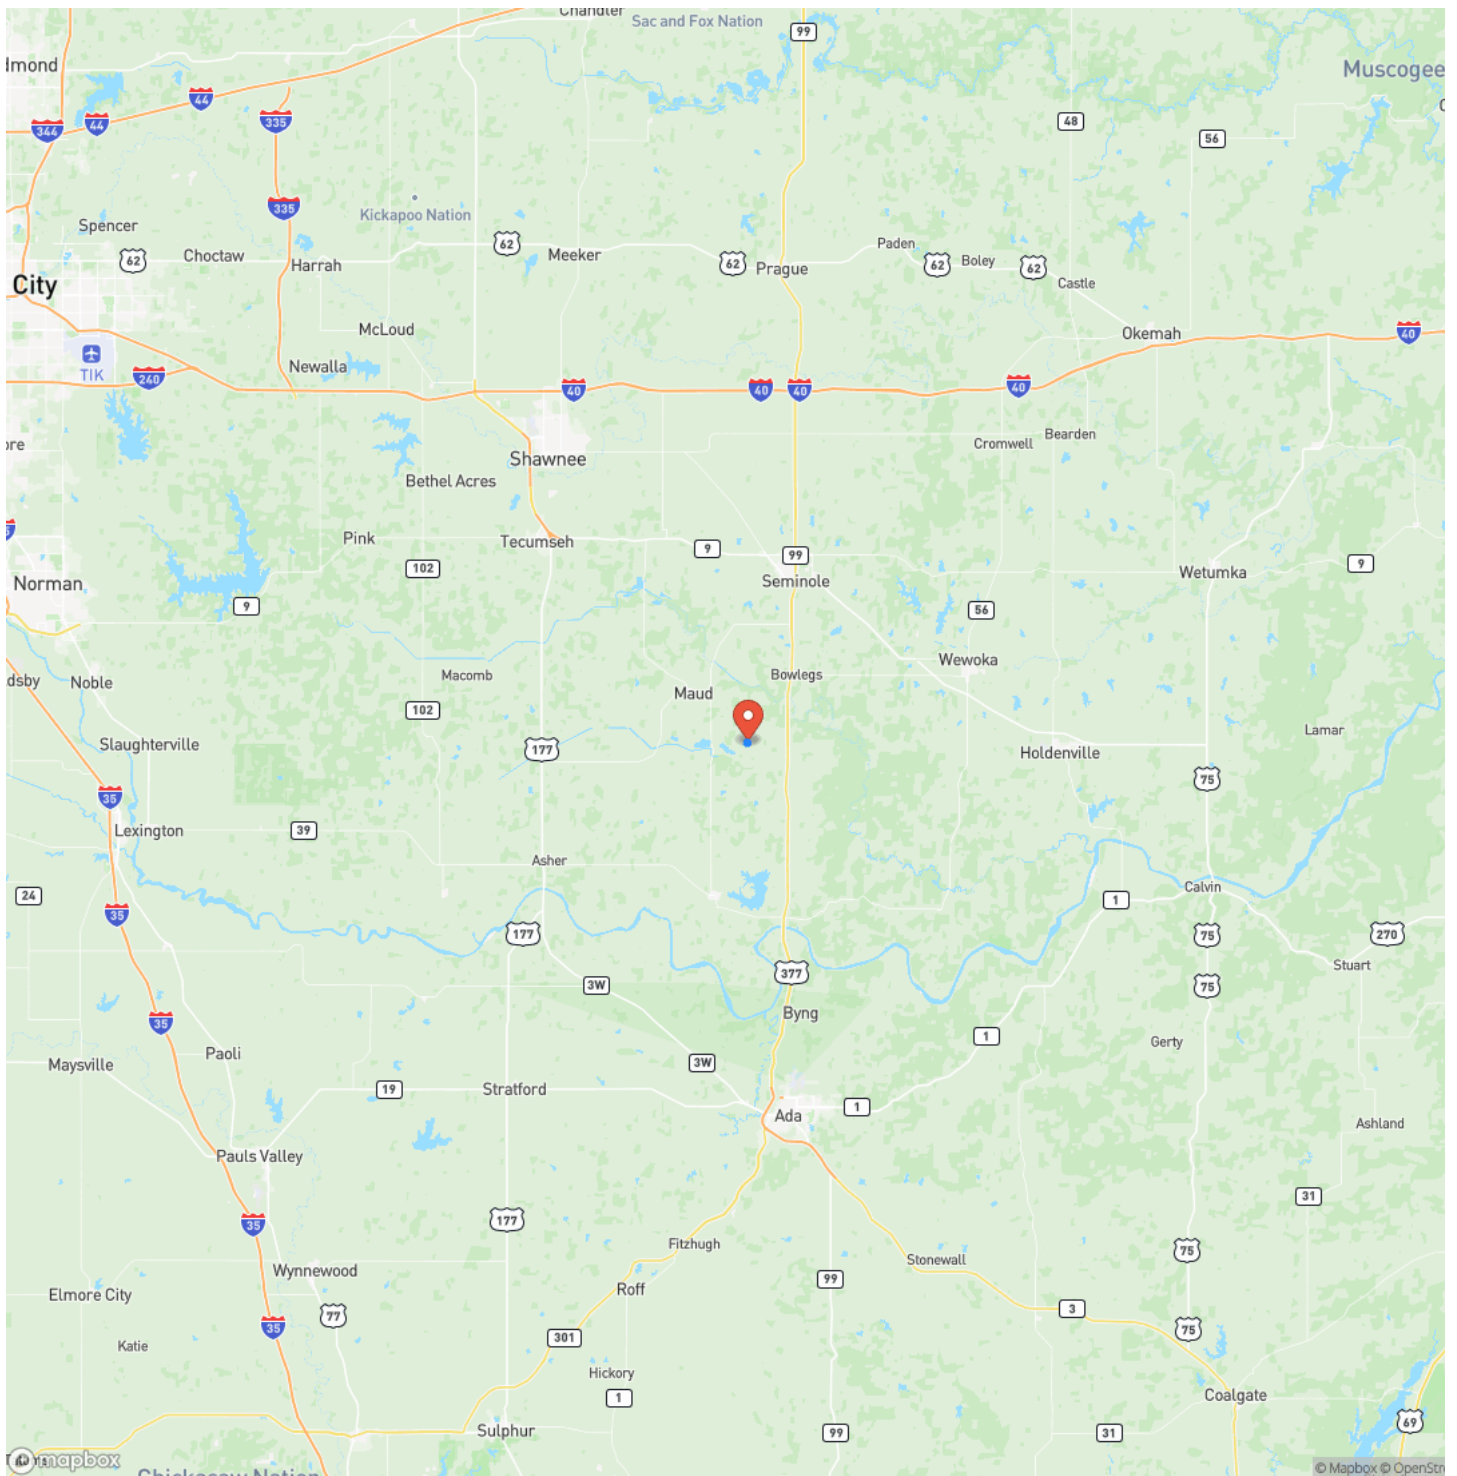 Chandler
Sac and Fox Nation
99
dmond
Muscogee
44
44
335
344
48
56
335
Kickapoo Nation
Spencer
62
Choctaw
Harrah
62
Meeker
62
Prague
Paden
62
Boley
62
Castle
City
McLoud
Okemah
40
TIK
240
Newalla
40
40
40
40
ore
Cromwell
Bearden
Shawnee
Bethel Acres
Pink
Tecumseh
9
99
102
Seminole
Wetumka
9
Norman
9
56
Wewoka
dsby
Noble
Macomb
Bowlegs
Maud
102
Slaughterville
177
Holdenville
Lamar
75
35
Lexington
39
Asher
24
35
1
Calvin
177
75
270
377
Stuart
3W
75
35
Byng
Paoli
1
Gerty
Maysville
3W
19
Stratford
1
Ada
Ashland
Pauls Valley
31
35
177
Fitzhugh
75
Wynnewood
Stonewall
Elmore City
Roff
99
77
3
35
301
75
Katie
Hickory
1
Coalgate
Sulphur
99
31
69
mapbox
Chickasaw Nation
© Mapbox © OpenStre